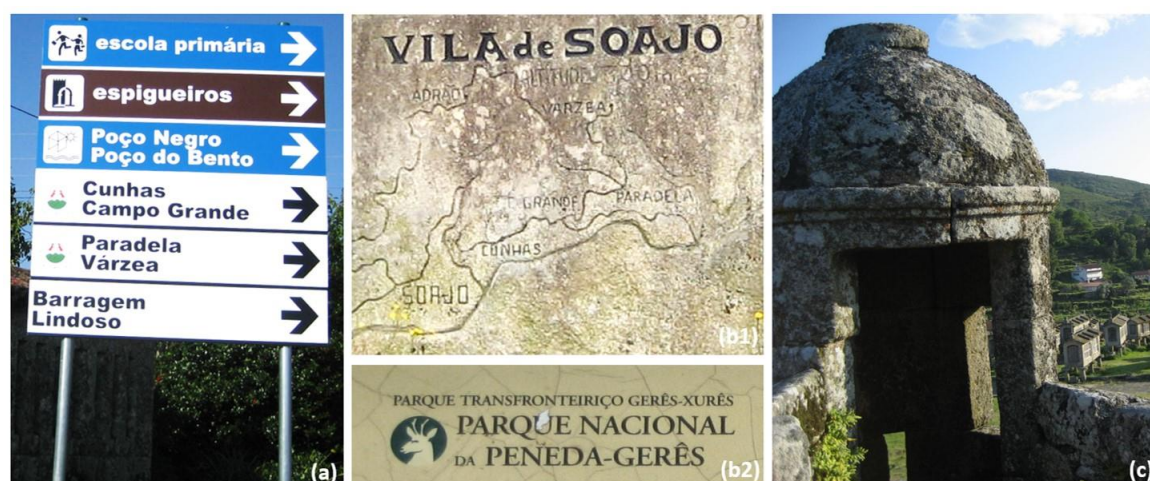 escola primária
espigueiros
Poço Negro
Poço do Bento
Cunhas
Campo Grande
Paradela
Várzea
Barragem
Lindoso
(a)
VILA de SOAJO
ALTITUDE
ADRÃO
VARZEA
GRANDE
PARADELA
CUNHAS
SOAJO
(b1)
PARQUE TRANSFRONTEIRIÇO GERÊS-XURÊS
PARQUE NACIONAL
DA PENEDA-GERÊS
(b2)
(c)